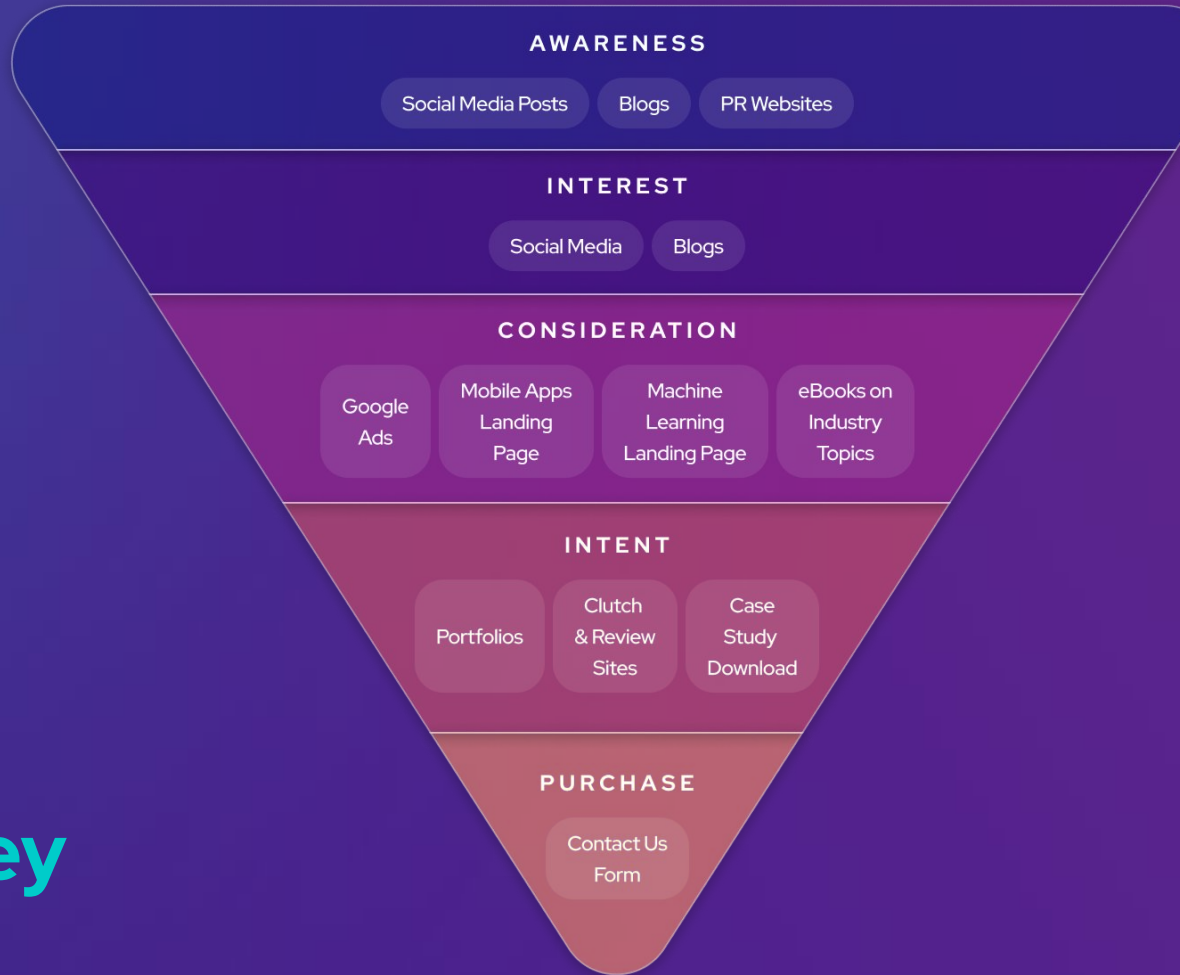 AWARENESS
Social Media Posts Blogs PR Websites
INTEREST
Social Media Blogs
CONSIDERATION
Google
Ads
Mobile Apps
Landing
Page
Machine
Learning
Landing Page
eBooks on
Industry
Topics
INTENT
Portfolios
Clutch
& Review
Sites
Case
Study
Download
PURCHASE
Contact Us
Form
ey